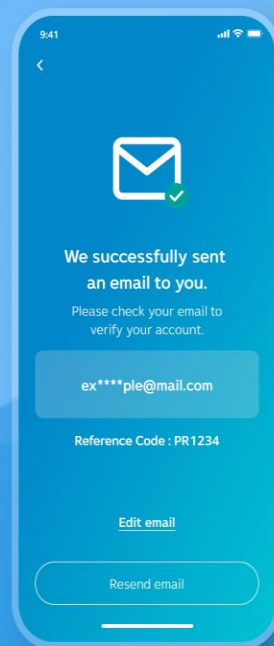 9:41
We successfully sent
an email to you.
Please check your email to
verify your account.
ex****ple@mail.com
Reference Code : PR1234
Edit email
Resend email